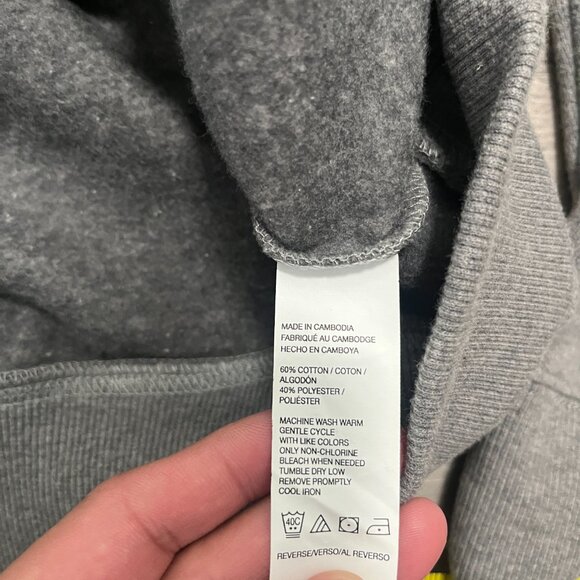 MADE IN CAMBODIA
FABRIQUÉ AU CAMBODGE
HECHO EN CAMBOYA
60% COTTON / COTON /
ALGODÓN
40% POLYESTER /
POLIÉSTER
MACHINE WASH WARM
GENTLE CYCLE
WITH LIKE COLORS
ONLY NON-CHLORINE
BLEACH WHEN NEEDED
TUMBLE DRY LOW
REMOVE PROMPTLY
COOL IRON
40C
REVERSE/VERSO/AL REVERSO